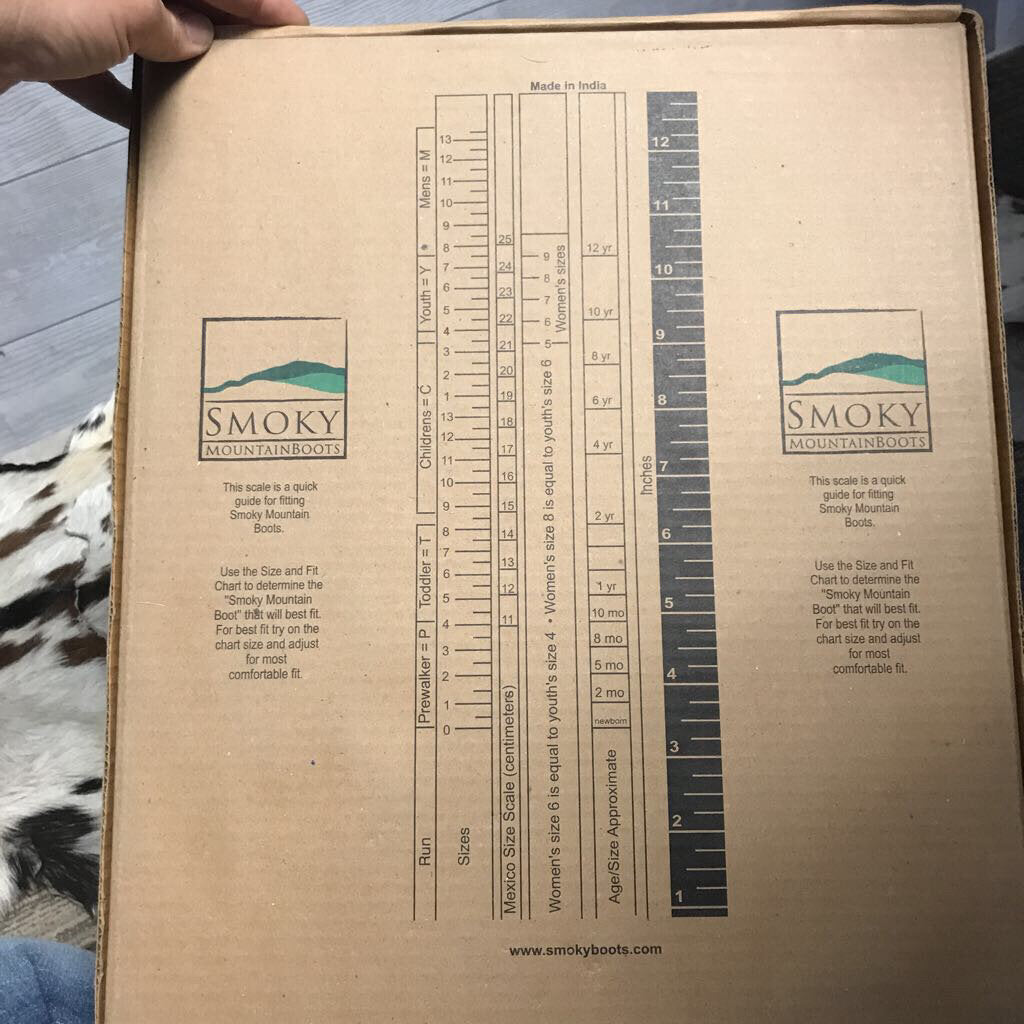 Made in India
SMOKY
MOUNTAINBOOTS
This scale is a quick
guide for fitting
Smoky Mountain
Boots.
Use the Size and Fit
Chart to determine the
"Smoky Mountain
Boot" that will best fit.
For best fit try on the
chart size and adjust
for most
comfortable fit.
Run Prewalker = P Toddler = T Childrens = C Youth = Y Mens = M
Sizes 0 1 2 3 4 5 6 7 8 9 10 11 12 13 1 2 3 4 5 6 7 8 9 10 11 12 13
Mexico Size Scale (centimeters) 11 12 13 14 15 16 17 18 19 20 21 22 23 24 25
Women's size 6 is equal to youth's size 4 • Women's size 8 is equal to youth's size 6
5 6 7 8 9
Women's sizes
Age/Size Approximate newborn 2 mo 5 mo 8 mo 10 mo 1 yr 2 yr 4 yr 6 yr 8 yr 10 yr 12 yr
Inches
1 2 3 4 5 6 7 8 9 10 11 12
SMOKY
MOUNTAINBOOTS
This scale is a quick
guide for fitting
Smoky Mountain
Boots.
Use the Size and Fit
Chart to determine the
"Smoky Mountain
Boot" that will best fit.
For best fit try on the
chart size and adjust
for most
comfortable fit.
www.smokyboots.com